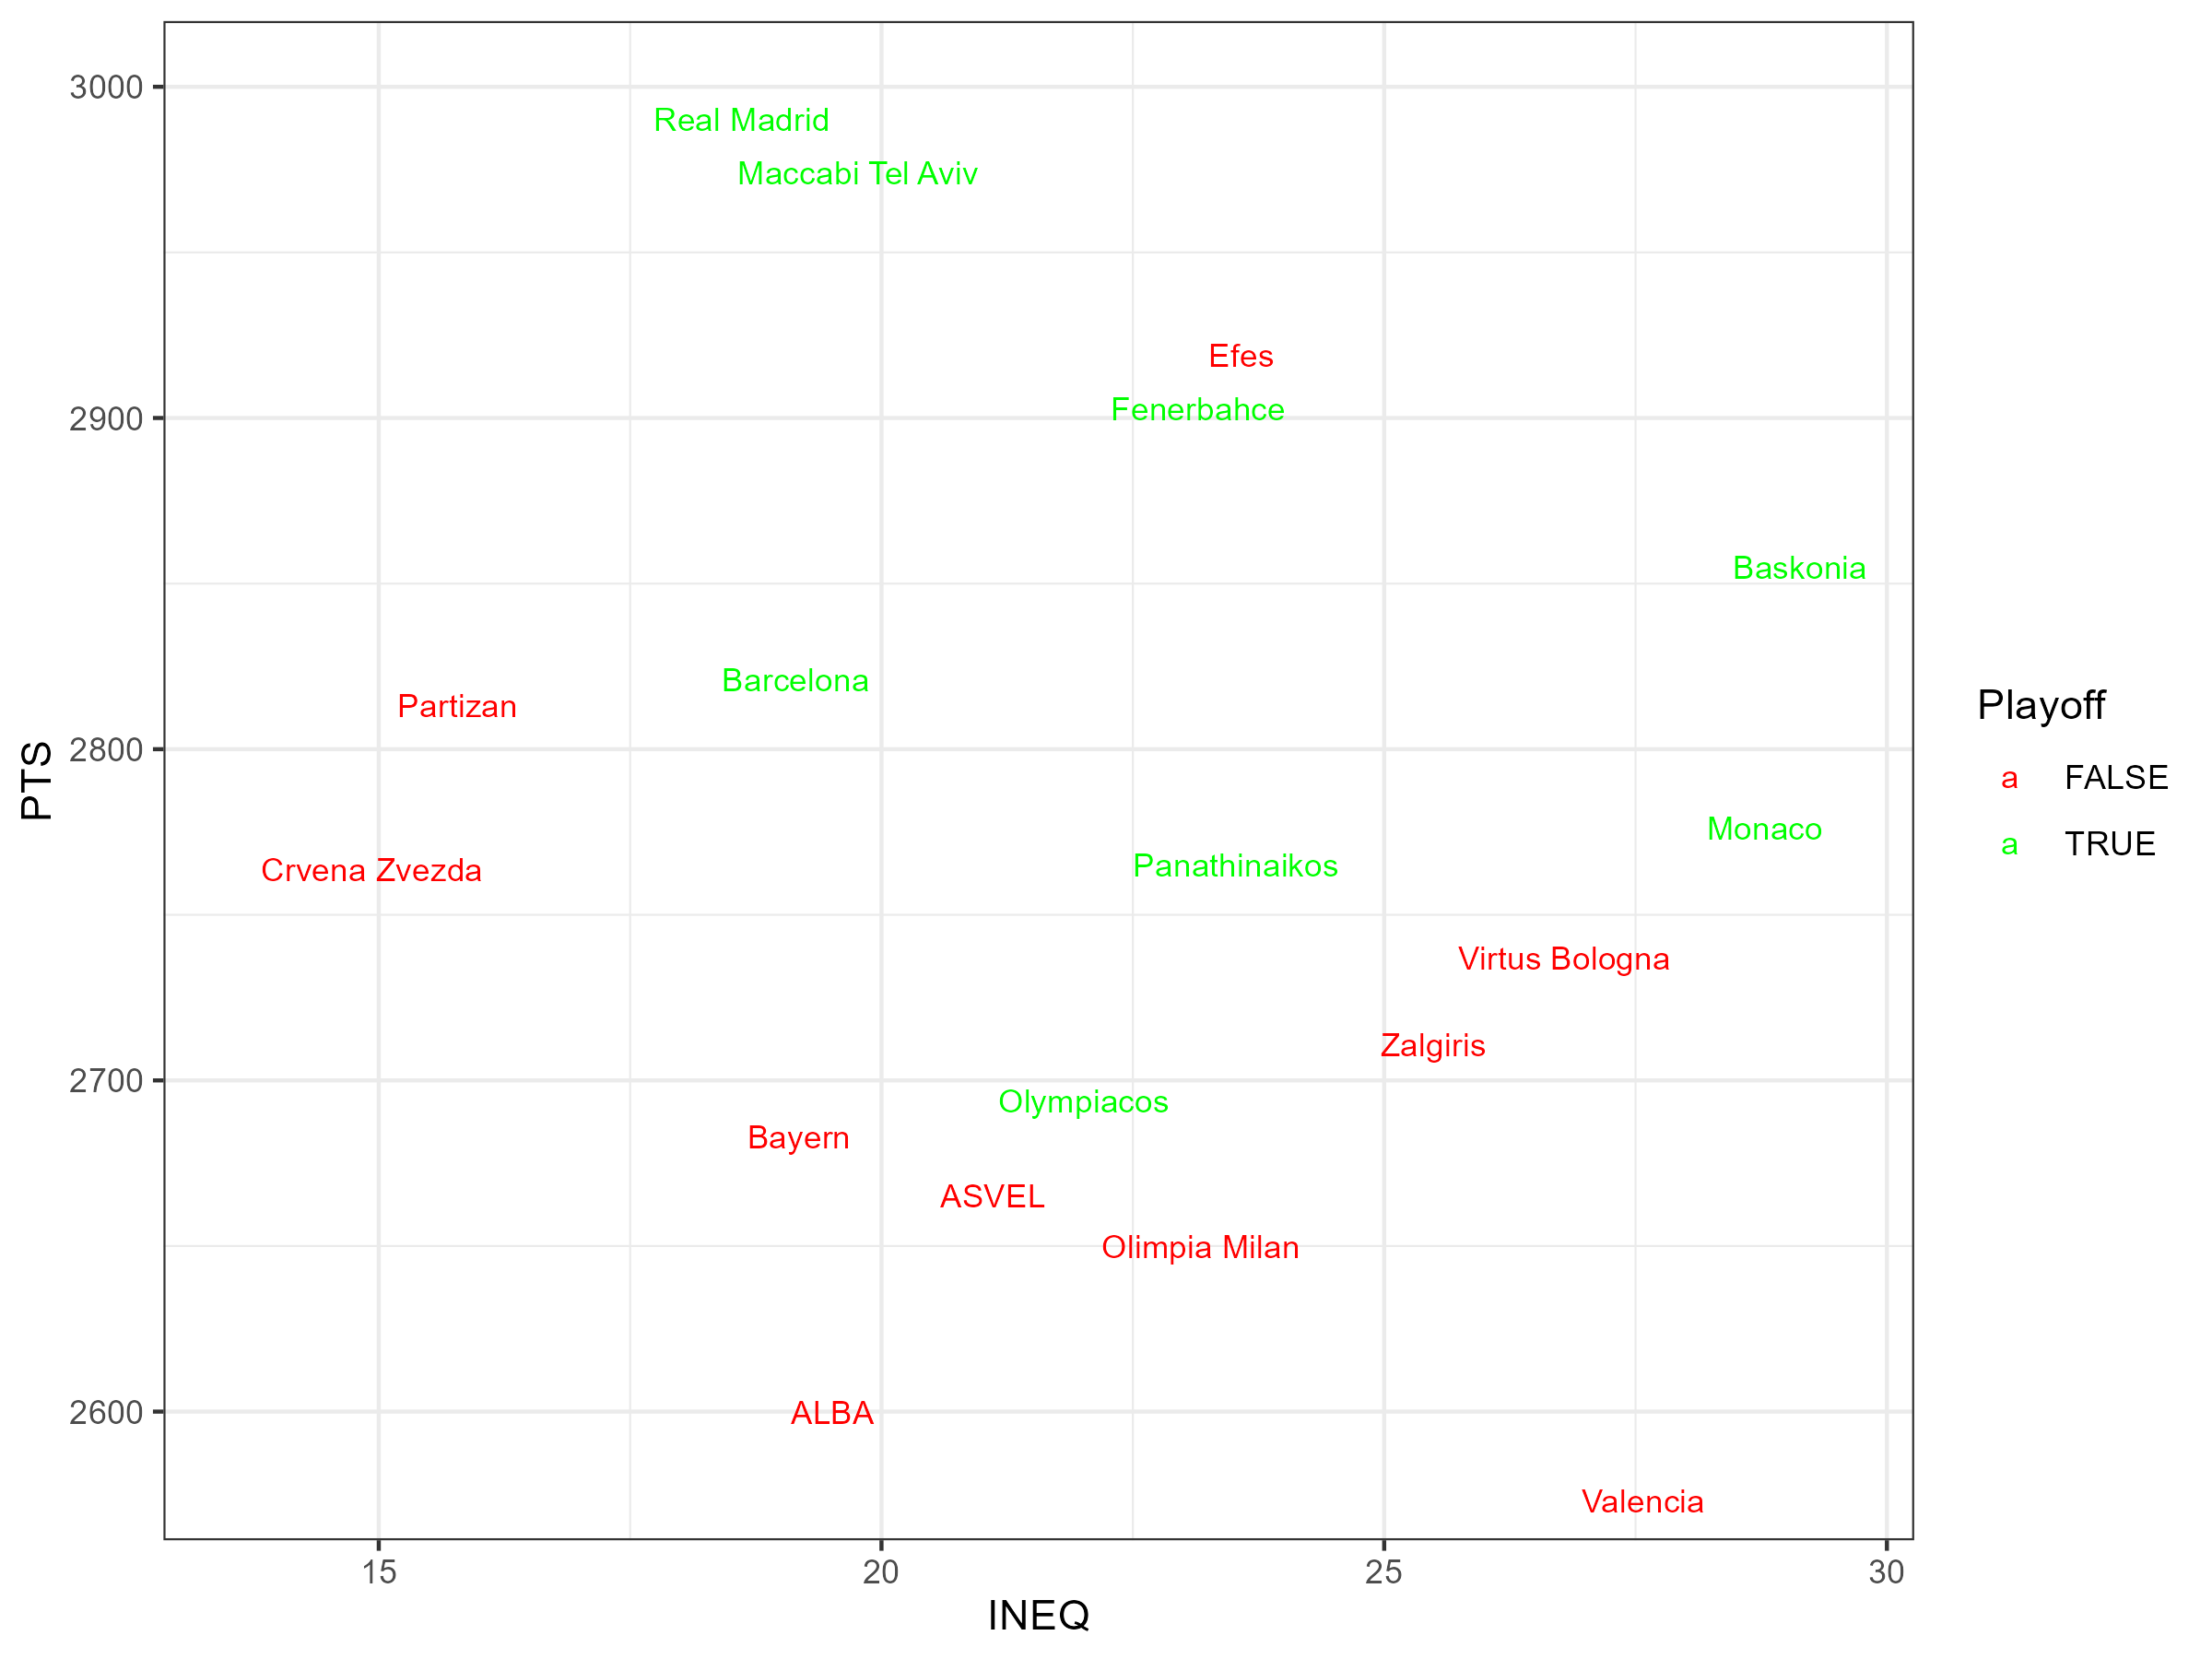 3000
Real Madrid
Maccabi Tel Aviv
Efes
2900
Fenerbahce
Baskonia
Barcelona
Partizan
2800
PTS
Playoff
a FALSE
a TRUE
Monaco
Panathinaikos
Crvena Zvezda
Virtus Bologna
Zalgiris
2700
Olympiacos
Bayern
ASVEL
Olimpia Milan
2600
ALBA
Valencia
15 20 25 30
INEQ